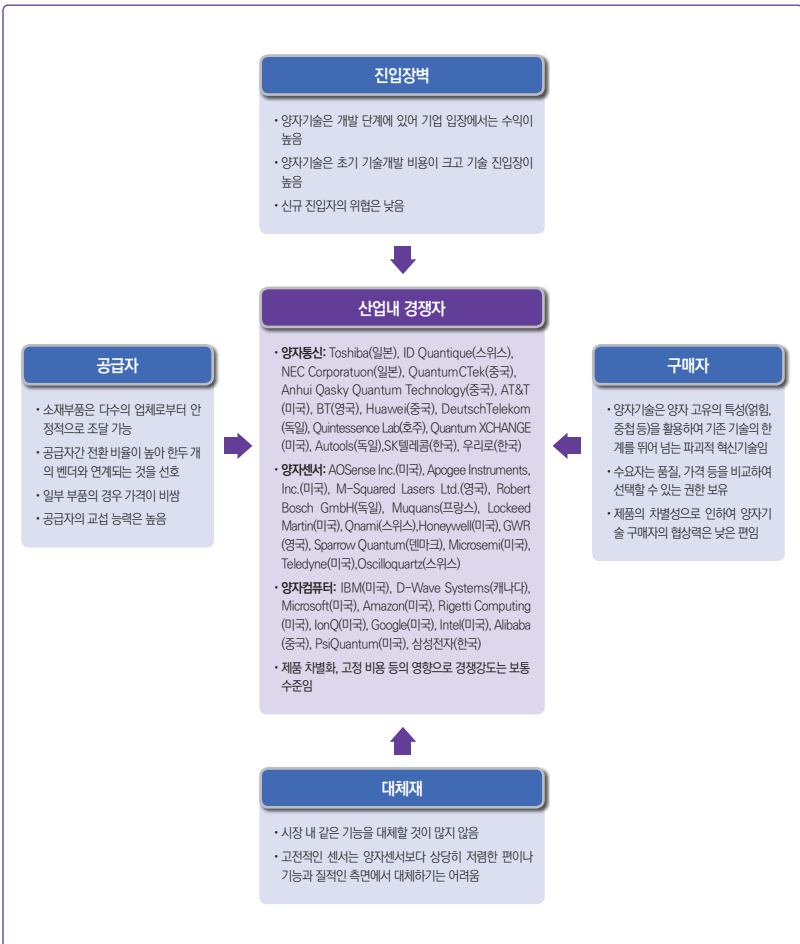 진입장벽
• 양자기술은 개발 단계에 있어 기업 입장에서는 수익이
높음
• 양자기술은 초기 기술개발 비용이 크고 기술 진입장이
높음
• 신규 진입자의 위협은 낮음
공급자
• 소재부품은 다수의 업체로부터 안
정적으로 조달 가능
• 공급자간 전환 비율이 높아 한두 개
의 벤더와 연계되는 것을 선호
• 일부 부품의 경우 가격이 비쌈
• 공급자의 교섭 능력은 높음
산업내 경쟁자
• 양자통신: Toshiba(일본), ID Quantique(스위스),
NEC Corporatuon(일본), QuantumCTek(중국),
Anhui Qasky Quantum Technology(중국), AT&T
(미국), BT(영국), Huawei(중국), DeutschTelekom
(독일), Quintessence Lab(호주), Quantum XCHANGE
(미국), Autools(독일),SK텔레콤(한국), 우리로(한국)
• 양자센서: AOSense Inc.(미국), Apogee Instruments,
Inc.(미국), M-Squared Lasers Ltd.(영국), Robert
Bosch GmbH(독일), Muquans(프랑스), Lockeed
Martin(미국), Qnami(스위스),Honeywell(미국), GWR
(영국), Sparrow Quantum(덴마크), Microsemi(미국),
Teledyne(미국),Oscilloquartz(스위스)
• 양자컴퓨터: IBM(미국), D-Wave Systems(캐나다),
Microsoft(미국), Amazon(미국), Rigetti Computing
(미국), IonQ(미국), Google(미국), Intel(미국), Alibaba
(중국), PsiQuantum(미국), 삼성전자(한국)
• 제품 차별화, 고정 비용 등의 영향으로 경쟁강도는 보통
수준임
구매자
• 양자기술은 양자 고유의 특성(얽힘,
중첩 등)을 활용하여 기존 기술의 한
계를 뛰어 넘는 파괴적 혁신기술임
• 수요자는 품질, 가격 등을 비교하여
선택할 수 있는 권한 보유
• 제품의 차별성으로 인하여 양자기
술 구매자의 협상력은 낮은 편임
대체재
• 시장 내 같은 기능을 대체할 것이 많지 않음
• 고전적인 센서는 양자센서보다 상당히 저렴한 편이나
기능과 질적인 측면에서 대체하기는 어려움